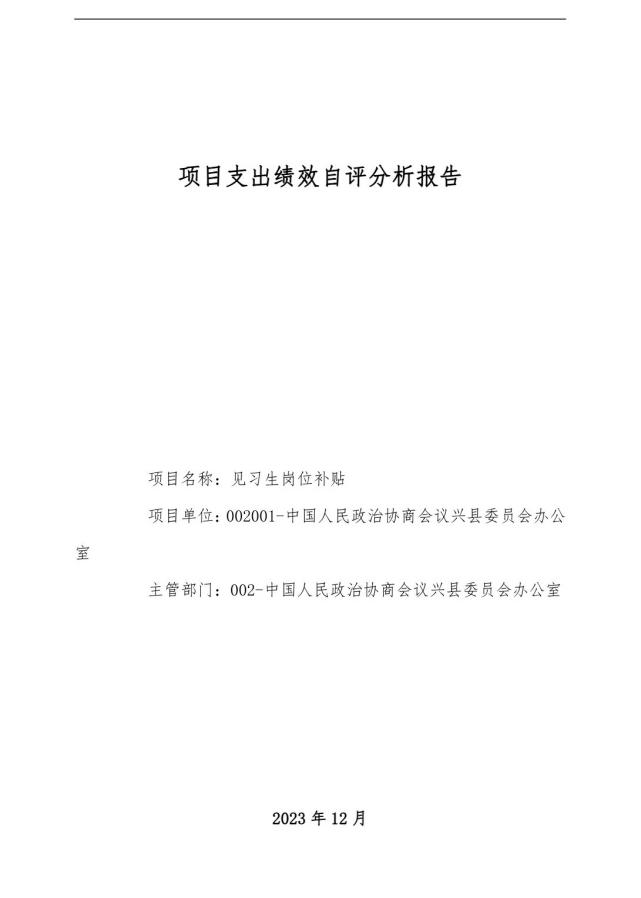 项目支出绩效自评分析报告
项目名称：见习生岗位补贴
项目单位：002001-中国人民政治协商会议兴县委员会办公
室
主管部门：002-中国人民政治协商会议兴县委员会办公室
2023 年 12 月